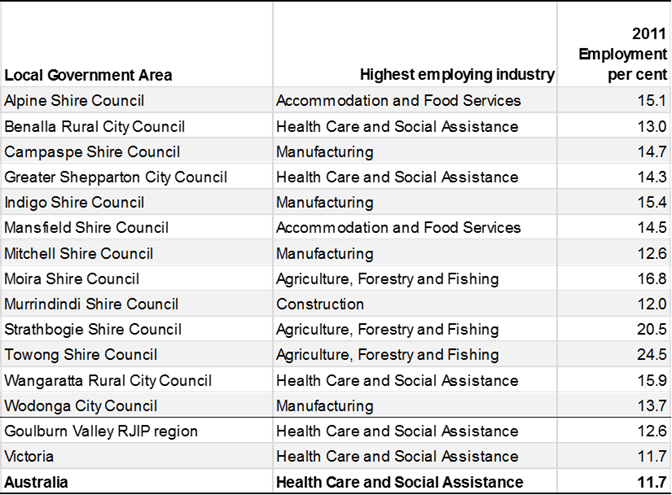 2011
Employment
Local Government Area Highest employing industry per cent
Alpine Shire Council Accommodation and Food Services 15.1
Benalla Rural City Council Health Care and Social Assistance 13.0
Campaspe Shire Council Manufacturing 14.7
Greater Shepparton City Council Health Care and Social Assistance 14.3
Indigo Shire Council Manufacturing 15.4
Mansfield Shire Council Accommodation and Food Services 14.5
Mitchell Shire Council Manufacturing 12.6
Moira Shire Council Agriculture, Forestry and Fishing 16.8
Murrindindi Shire Council Construction 12.0
Strathbogie Shire Council Agriculture, Forestry and Fishing 20.5
Towong Shire Council Agriculture, Forestry and Fishing 24.5
Wangaratta Rural City Council Health Care and Social Assistance 15.9
Wodonga City Council Manufacturing 13.7
Goulburn Valley RJIP region Health Care and Social Assistance 12.6
Victoria Health Care and Social Assistance 11.7
Australia Health Care and Social Assistance 11.7